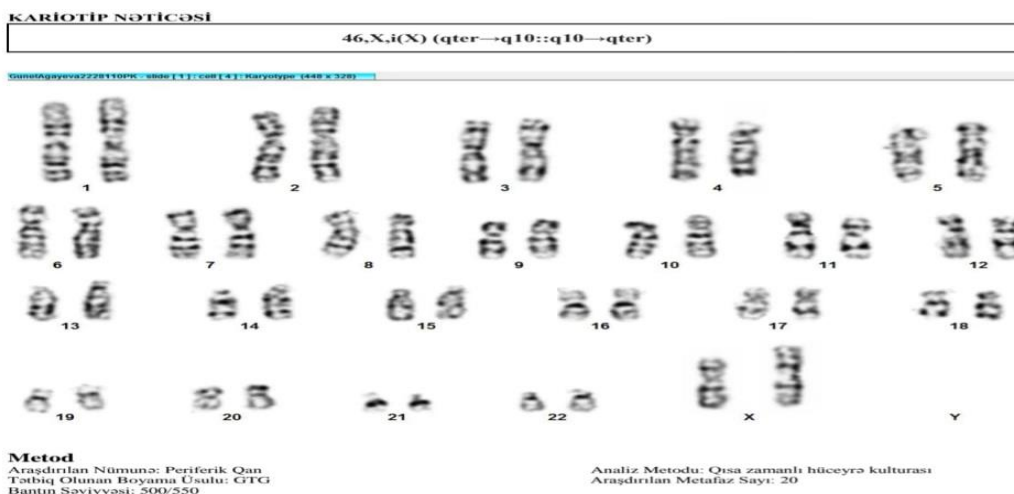 KARİOTİP NƏTİCƏSİ
46,X,i(X) (qter→q10::q10→qter)
GunelAgayeva2228110PK - slide [ 1 ] : cell [ 4 ] : Karyotype (448 x 328)
1 2 3 4 5
6 7 8 9 10 11 12
13 14 15 16 17 18
19 20 21 22 X Y
Metod
Araşdırılan Nümunə: Periferik Qan
Tətbiq Olunan Boyama Üsulu: GTG
Bantın Səviyyəsi: 500/550
Analiz Metodu: Qısa zamanlı hüceyrə kulturası
Araşdırılan Metafaz Sayı: 20